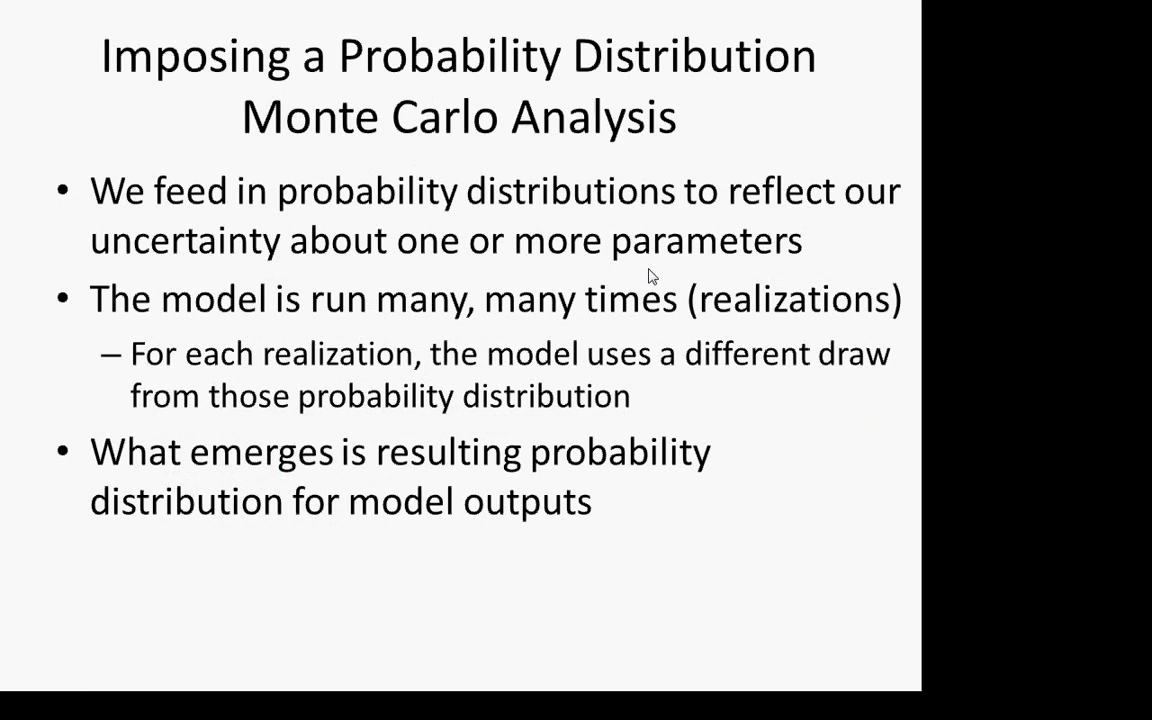 Imposing a Probability Distribution
Monte Carlo Analysis
• We feed in probability distributions to reflect our
uncertainty about one or more parameters
• The model is run many, many times (realizations)
– For each realization, the model uses a different draw
from those probability distribution
• What emerges is resulting probability
distribution for model outputs